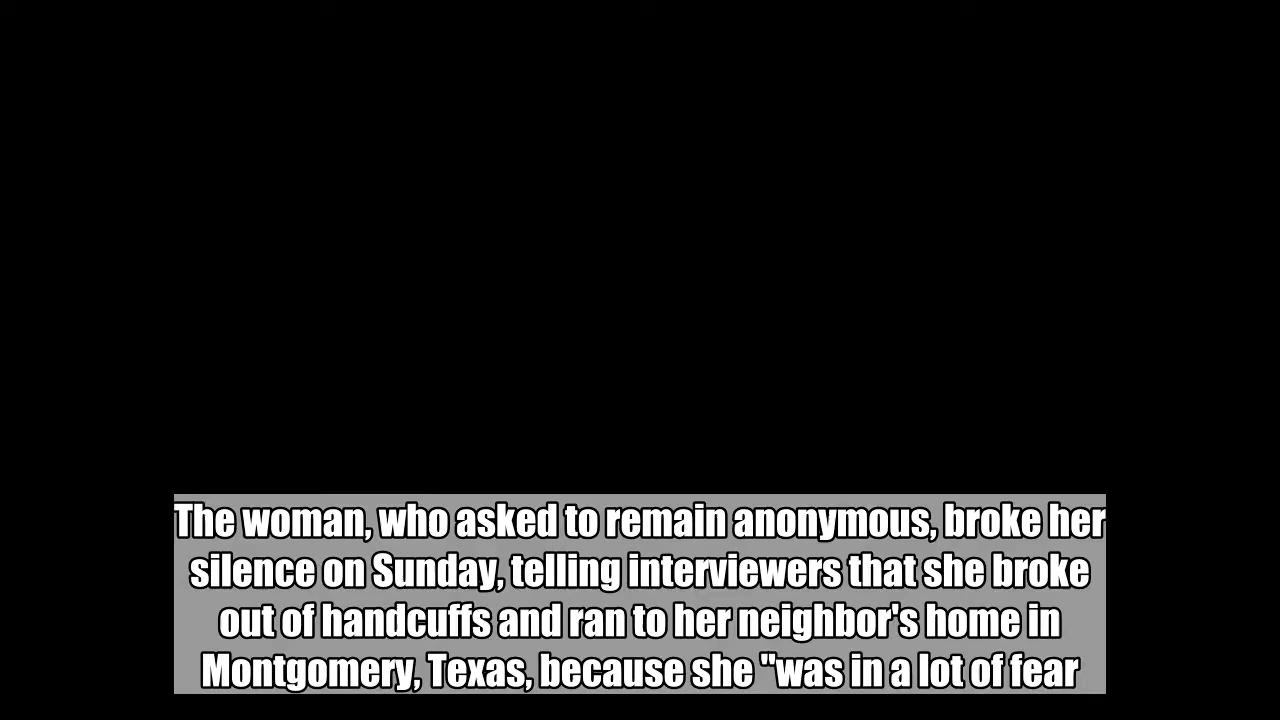 The woman, who asked to remain anonymous, broke her
silence on Sunday, telling interviewers that she broke
out of handcuffs and ran to her neighbor's home in
Montgomery, Texas, because she "was in a lot of fear